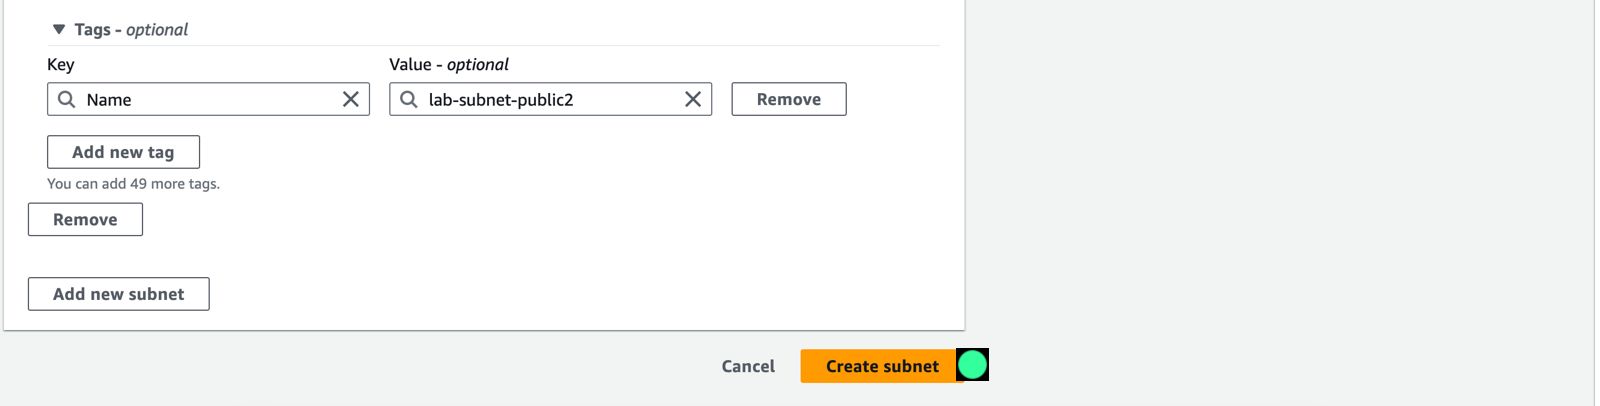 Tags - optional
Key
Value - optional
Name
lab-subnet-public2
Remove
Add new tag
You can add 49 more tags.
Remove
Add new subnet
Cancel
Create subnet